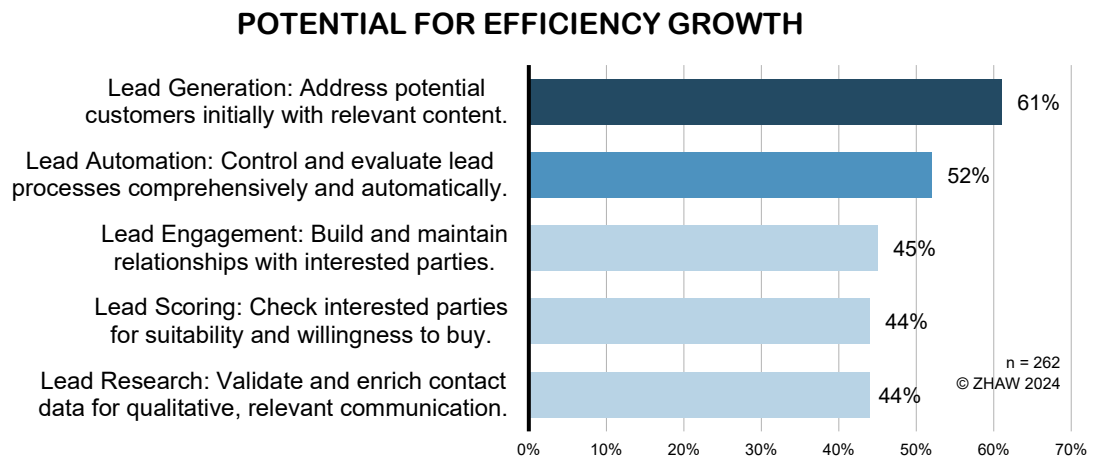 POTENTIAL FOR EFFICIENCY GROWTH
Lead Generation: Address potential
customers initially with relevant content.
61%
Lead Automation: Control and evaluate lead
processes comprehensively and automatically.
52%
Lead Engagement: Build and maintain
relationships with interested parties.
45%
Lead Scoring: Check interested parties
for suitability and willingness to buy.
44%
Lead Research: Validate and enrich contact
data for qualitative, relevant communication.
44%
n = 262
© ZHAW 2024
0% 10% 20% 30% 40% 50% 60% 70%